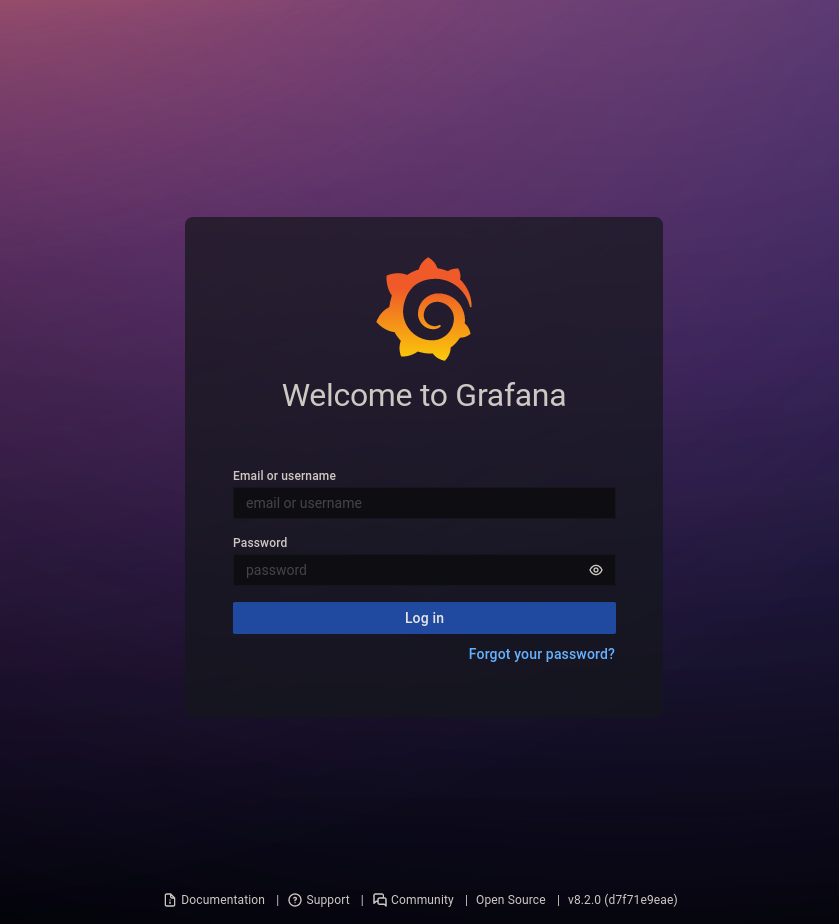 Welcome to Grafana
Email or username
email or username
Password
password
Log in
Forgot your password?
Documentation | Support | Community | Open Source | v8.2.0 (d7f71e9eae)